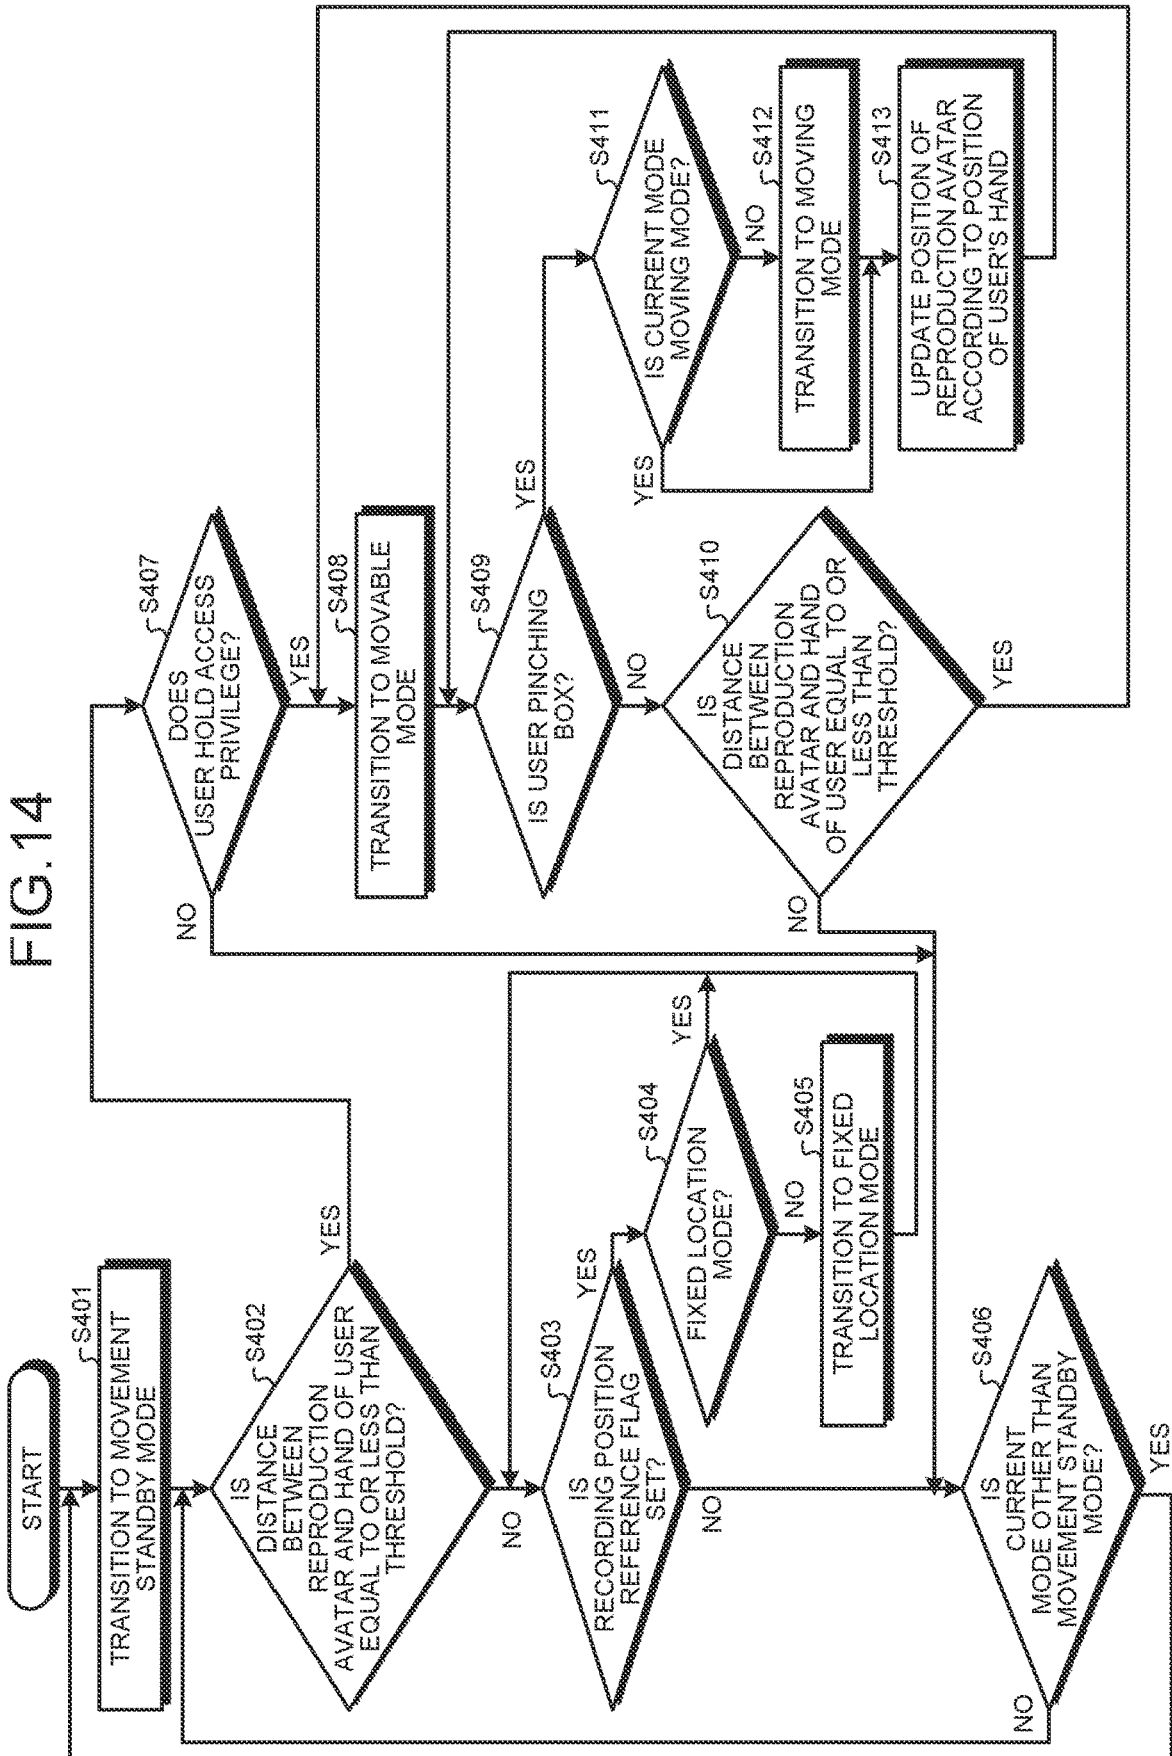 FIG.14
START
S401
TRANSITION TO MOVEMENT
STANDBY MODE
S402
IS
DISTANCE
BETWEEN
REPRODUCTION
AVATAR AND HAND OF USER
EQUAL TO OR LESS THAN
THRESHOLD?
YES
NO
S403
IS
RECORDING POSITION
REFERENCE FLAG
SET?
YES
NO
S404
FIXED LOCATION
MODE?
YES
NO
S405
TRANSITION TO FIXED
LOCATION MODE
S406
IS
CURRENT
MODE OTHER THAN
MOVEMENT STANDBY
MODE?
NO
YES
S407
DOES
USER HOLD ACCESS
PRIVILEGE?
NO
YES
S408
TRANSITION TO MOVABLE
MODE
S409
IS USER PINCHING
BOX?
YES
NO
S410
IS
DISTANCE
BETWEEN
REPRODUCTION
AVATAR AND HAND
OF USER EQUAL TO OR
LESS THAN
THRESHOLD?
NO
YES
S411
IS CURRENT MODE
MOVING MODE?
YES
NO
S412
TRANSITION TO MOVING
MODE
S413
UPDATE POSITION OF
REPRODUCTION AVATAR
ACCORDING TO POSITION
OF USER'S HAND